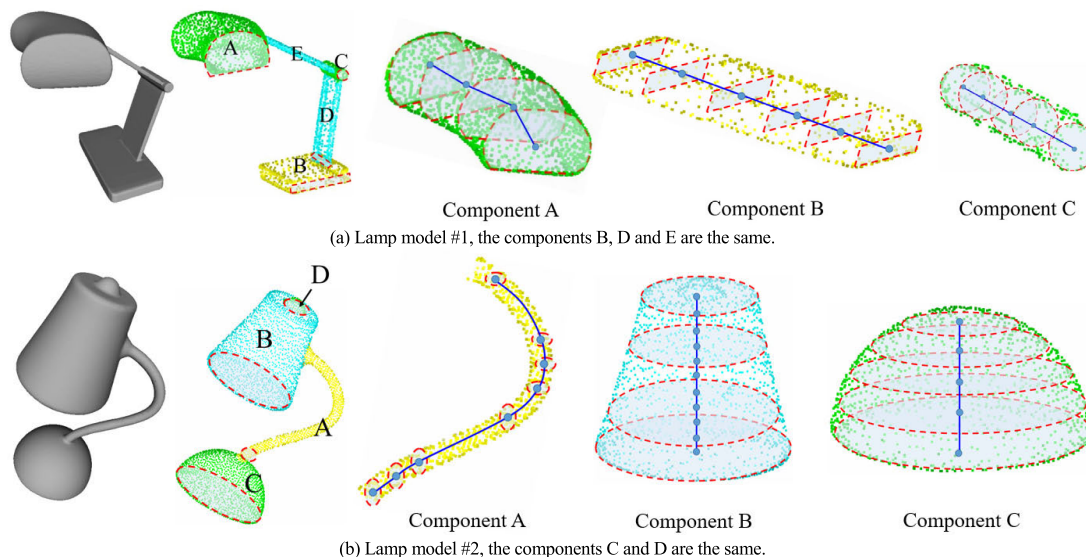 A
E
C
D
B
Component A
Component B
Component C
(a) Lamp model #1, the components B, D and E are the same.
D
B
A
C
Component A
Component B
Component C
(b) Lamp model #2, the components C and D are the same.